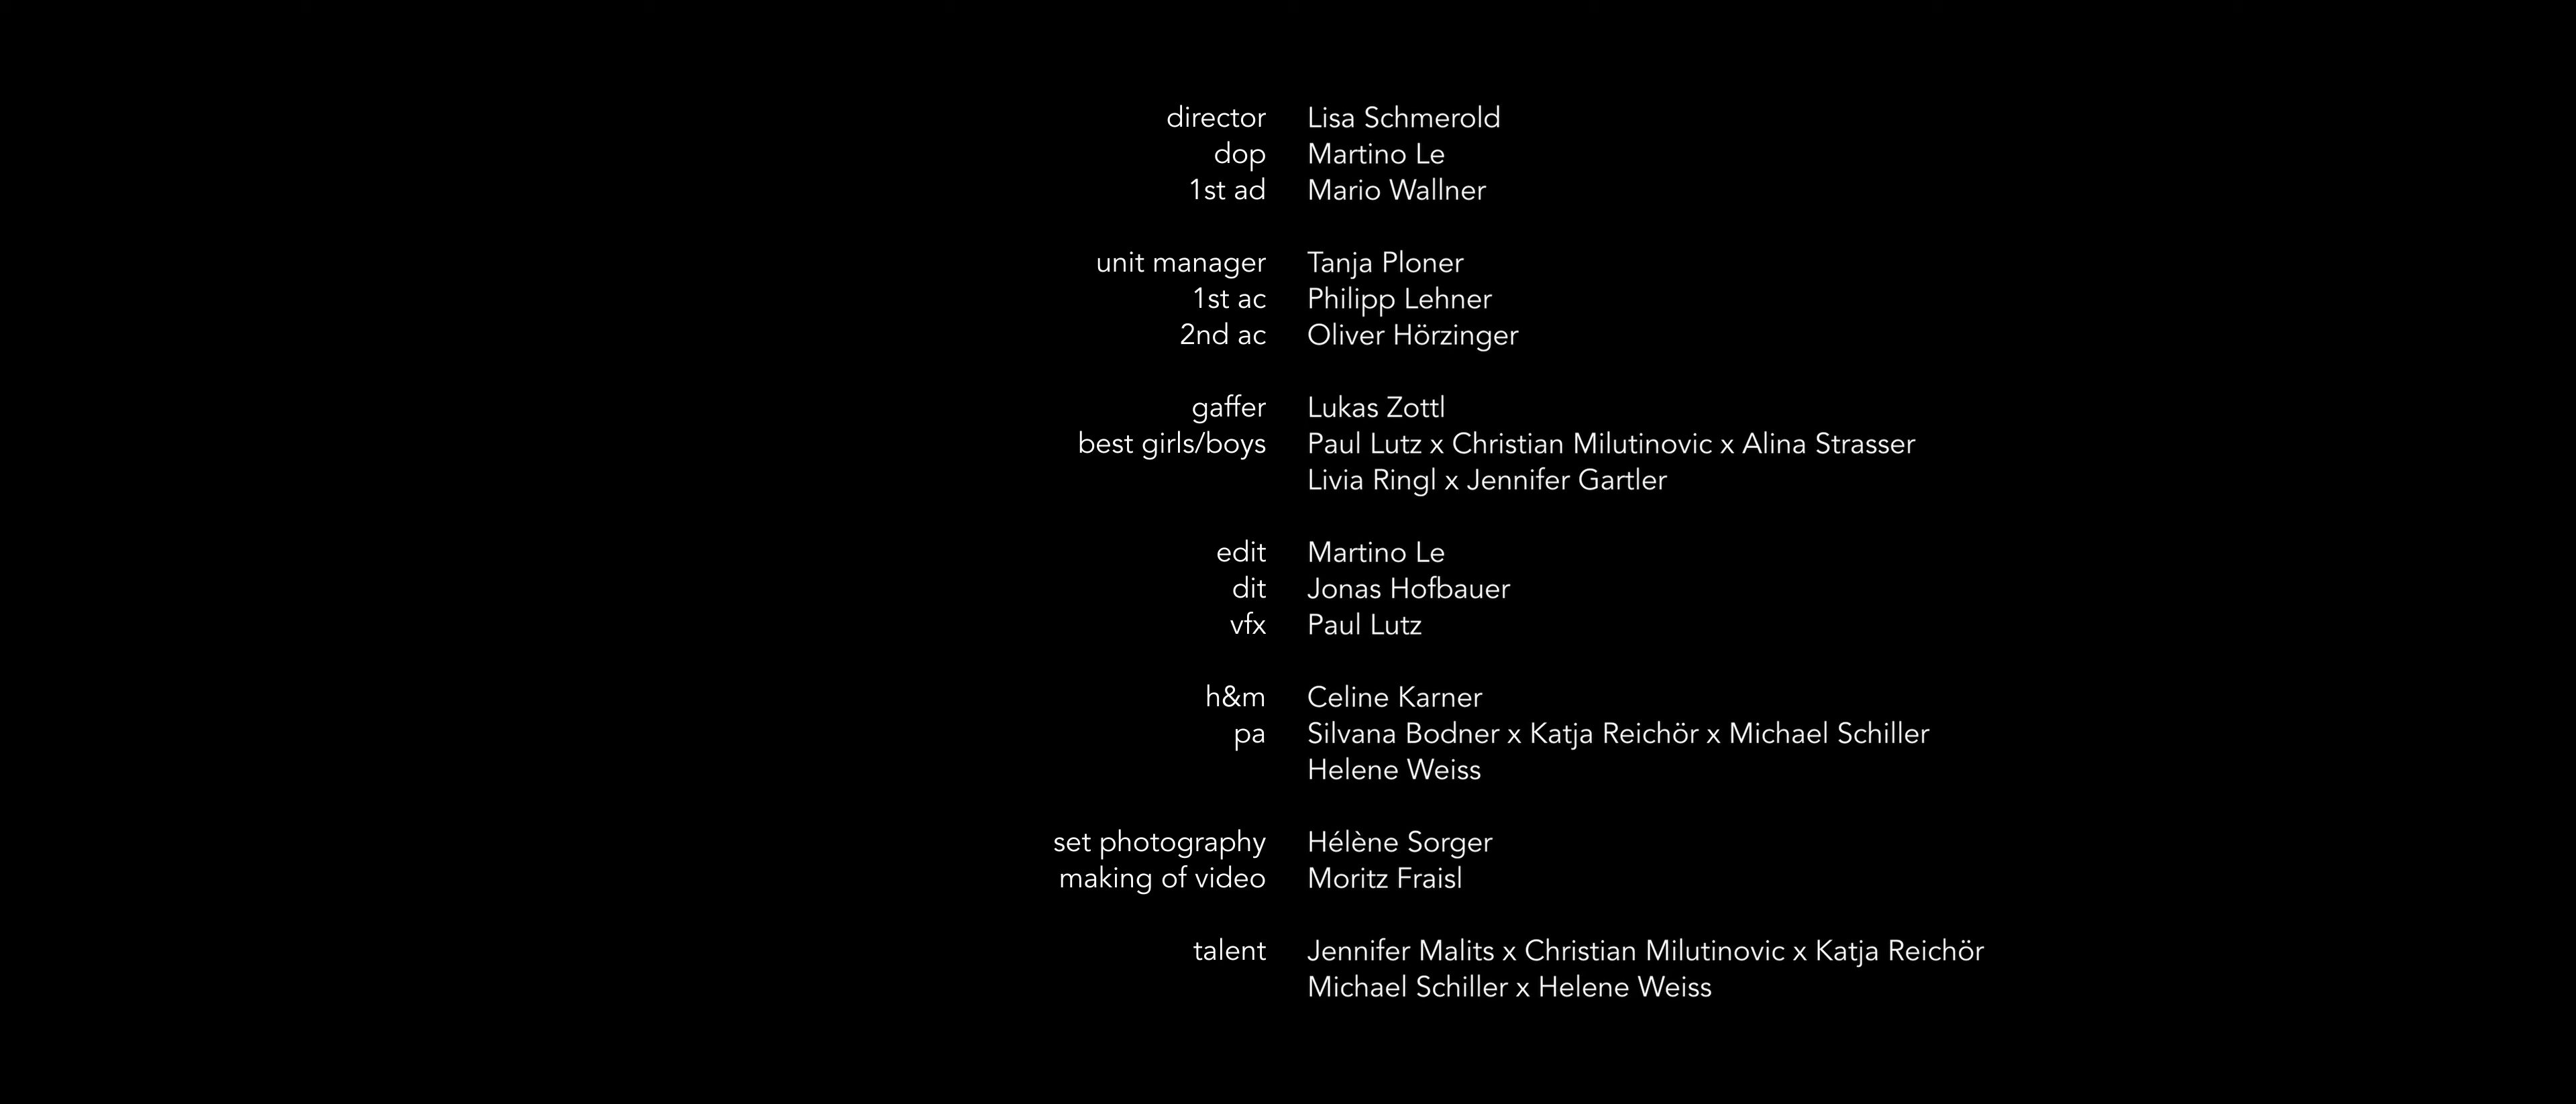 director Lisa Schmerold
dop Martino Le
1st ad Mario Wallner
unit manager Tanja Ploner
1st ac Philipp Lehner
2nd ac Oliver Hörzinger
gaffer Lukas Zottl
best girls/boys Paul Lutz x Christian Milutinovic x Alina Strasser
Livia Ringl x Jennifer Gartler
edit Martino Le
dit Jonas Hofbauer
vfx Paul Lutz
h&m Celine Karner
pa Silvana Bodner x Katja Reichör x Michael Schiller
Helene Weiss
set photography Hélène Sorger
making of video Moritz Fraisl
talent Jennifer Malits x Christian Milutinovic x Katja Reichör
Michael Schiller x Helene Weiss